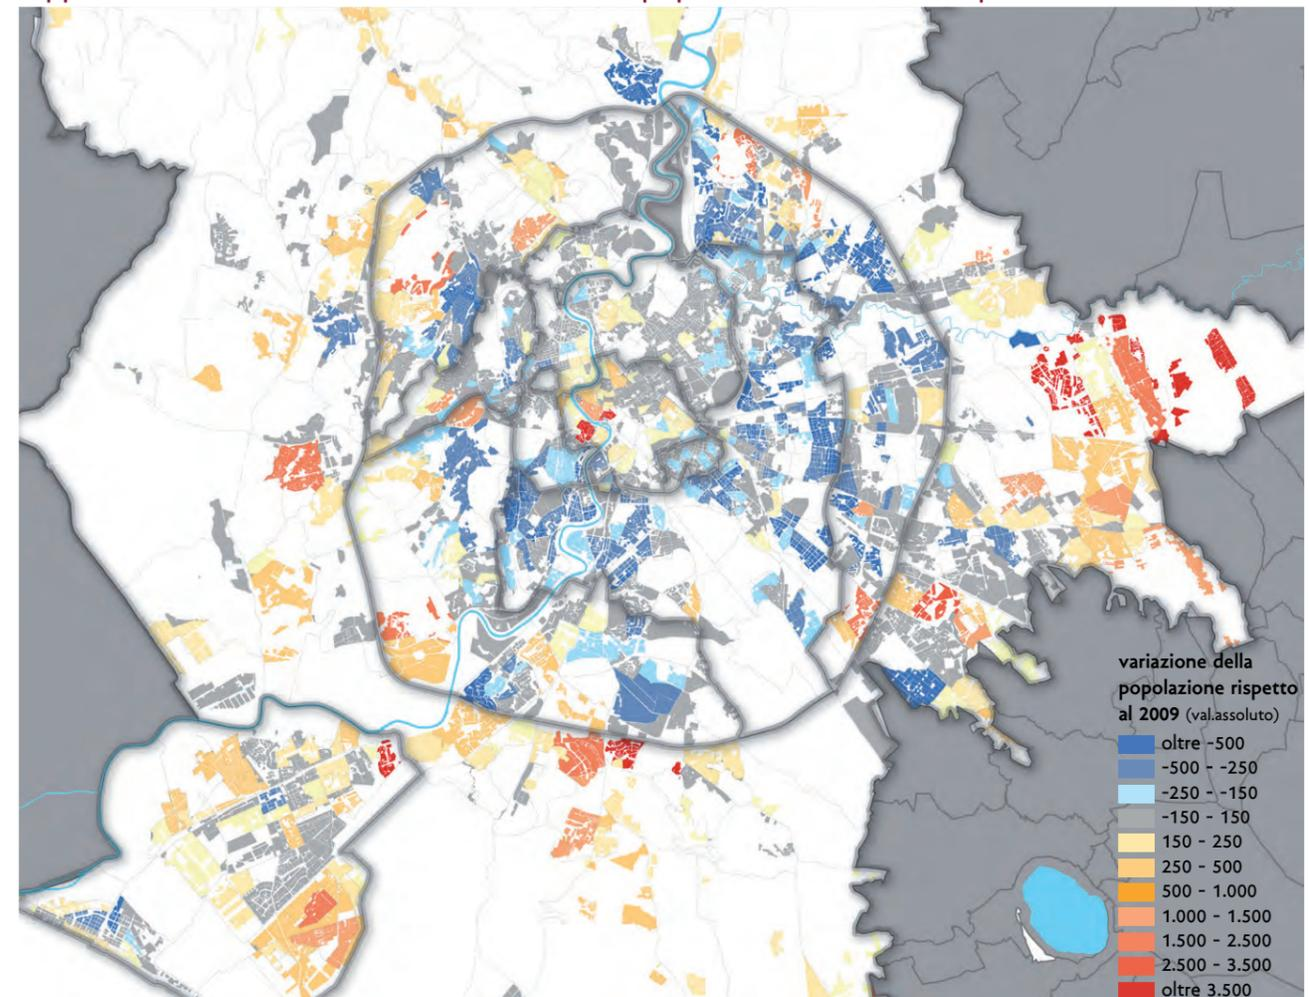 variazione della
popolazione rispetto
al 2009 (val.assoluto)
oltre -500
-500 - -250
-250 - -150
-150 - 150
150 - 250
250 - 500
500 - 1.000
1.000 - 1.500
1.500 - 2.500
2.500 - 3.500
oltre 3.500